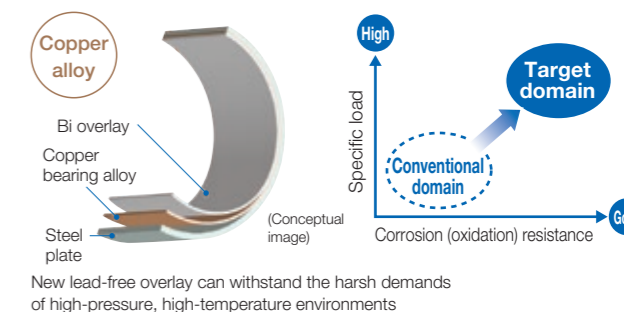 Copper
alloy
Bi overlay
Copper
bearing alloy
Steel
plate
(Conceptual
image)
High
Specific load
Target
domain
Conventional
domain
Corrosion (oxidation) resistance
New lead-free overlay can withstand the harsh demands
of high-pressure, high-temperature environments